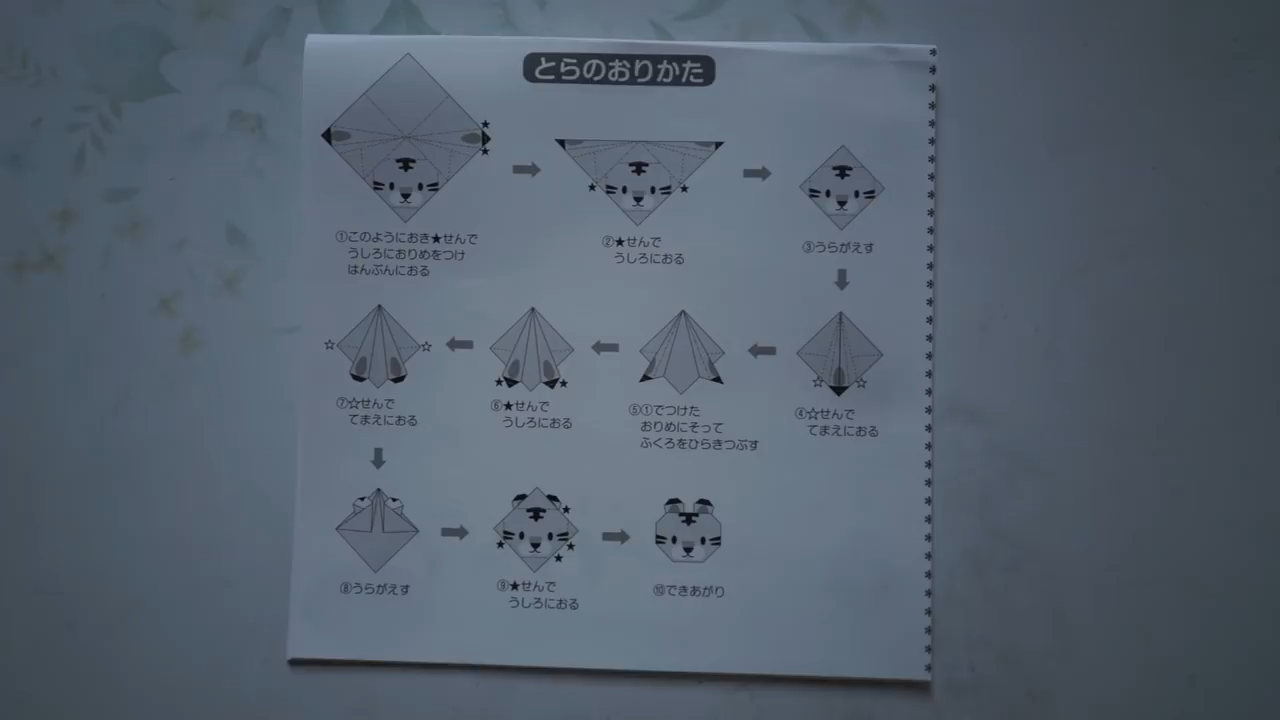 とらのおりかた
①このようにおき★せんで
うしろにおりめをつけ
はんぶんにおる
②★せんで
うしろにおる
③うらがえす
④☆せんで
てまえにおる
⑤①でつけた
おりめにそって
ふくろをひらきつぶす
⑥★せんで
うしろにおる
⑦☆せんで
てまえにおる
⑧うらがえす
⑨★せんで
うしろにおる
⑩できあがり